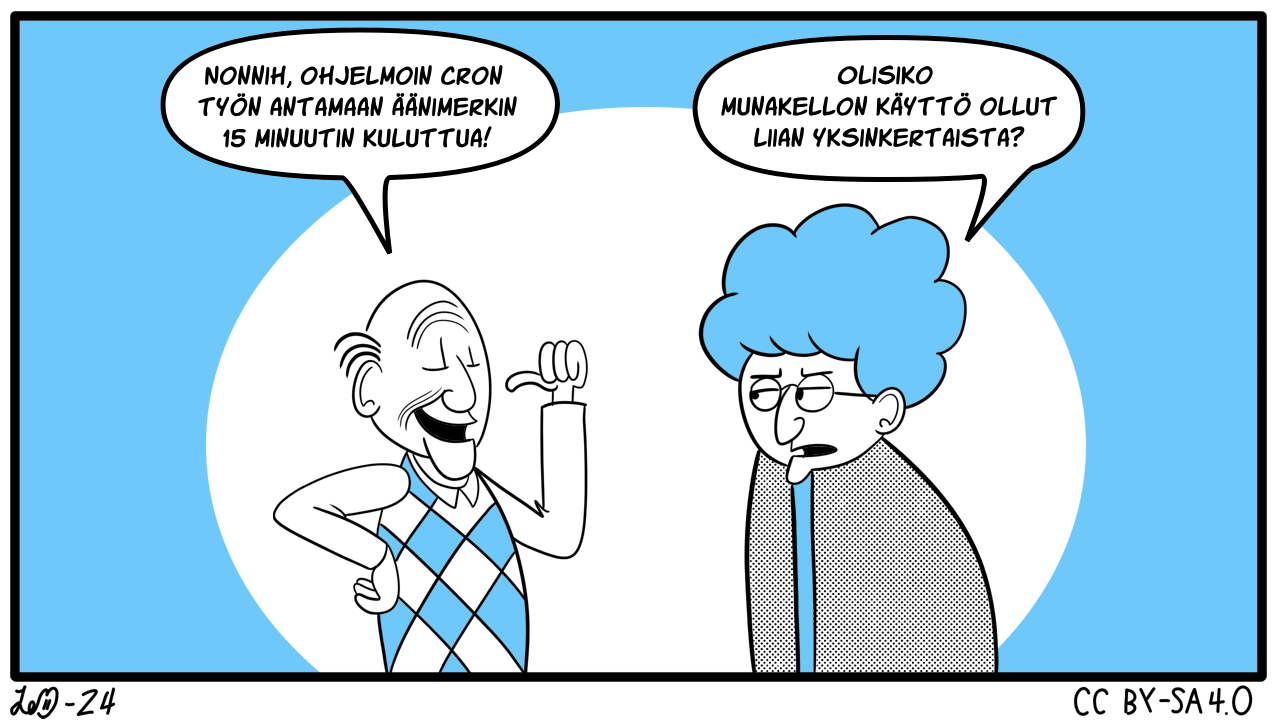 NONNIH, OHJELMOIN CRON
TYÖN ANTAMAAN ÄÄNIMERKIN
15 MINUUTIN KULUTTUA!
OLISIKO
MUNAKELLON KÄYTTÖ OLLUT
LIIAN YKSINKERTAISTA?
-24
CC BY-SA 4.0